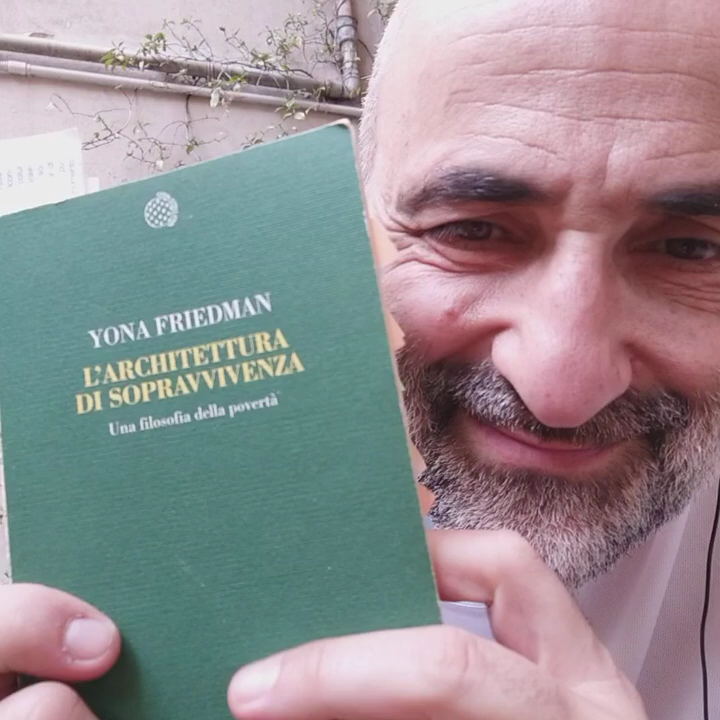 YONA FRIEDMAN
L'ARCHITETTURA
DI SOPRAVVIVENZA
Una filosofia della povertà